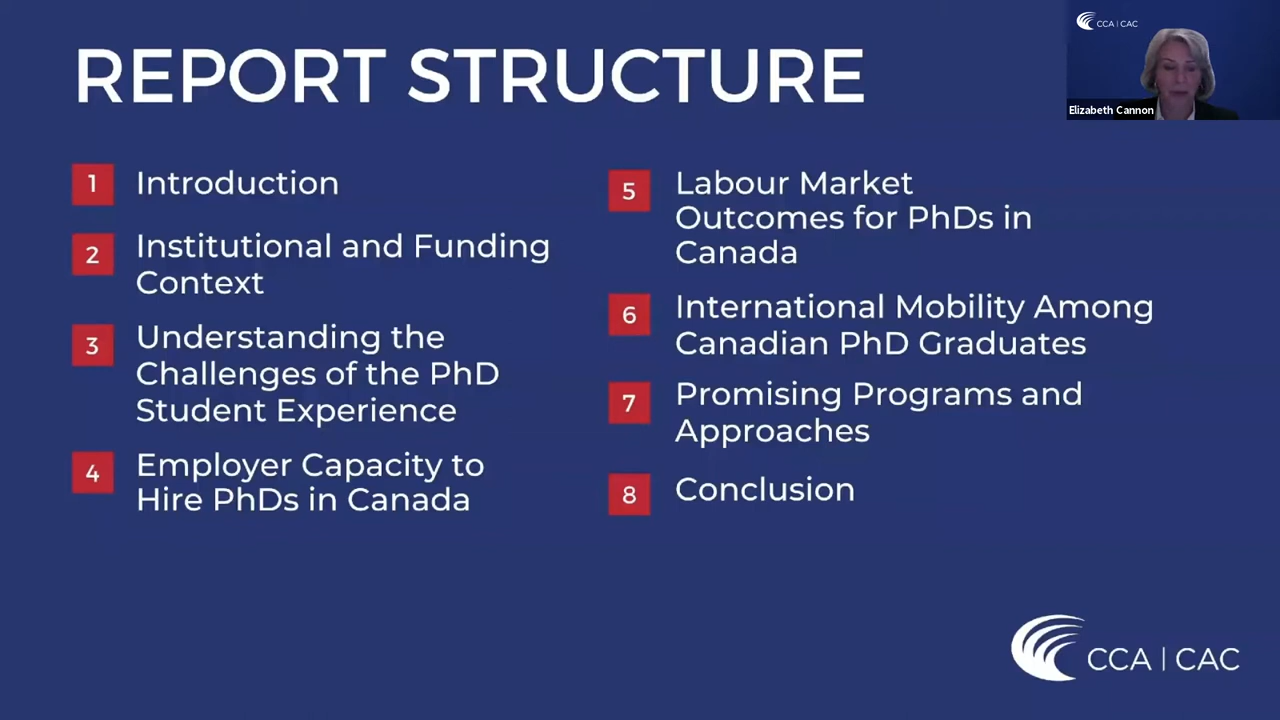 REPORT STRUCTURE
CCA | CAC
Elizabeth Cannon
1
Introduction
2
Institutional and Funding
Context
3
Understanding the
Challenges of the PhD
Student Experience
4
Employer Capacity to
Hire PhDs in Canada
5
Labour Market
Outcomes for PhDs in
Canada
6
International Mobility Among
Canadian PhD Graduates
7
Promising Programs and
Approaches
8
Conclusion
CCA | CAC